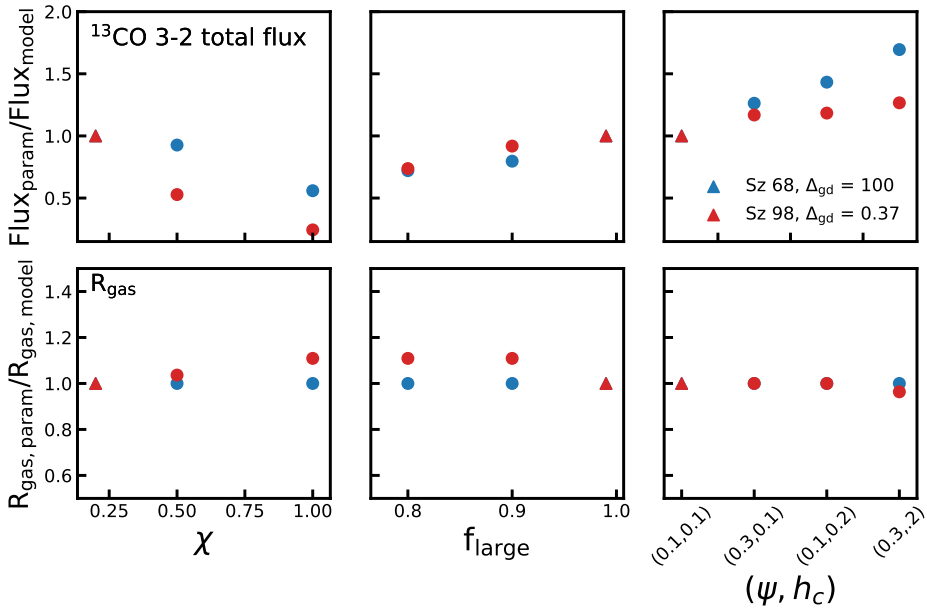 ¹³CO 3-2 total flux
Flux_param/Flux_model
2.0
1.5
1.0
0.5
Sz 68, Δ_gd = 100
Sz 98, Δ_gd = 0.37
R_gas
R_gas, param/R_gas, model
1.4
1.2
1.0
0.8
0.6
0.25 0.50 0.75 1.00
χ
0.8 0.9 1.0
f_large
(0.1,0.1) (0.3,0.1) (0.1,0.2) (0.3,.2)
(ψ, h_c)